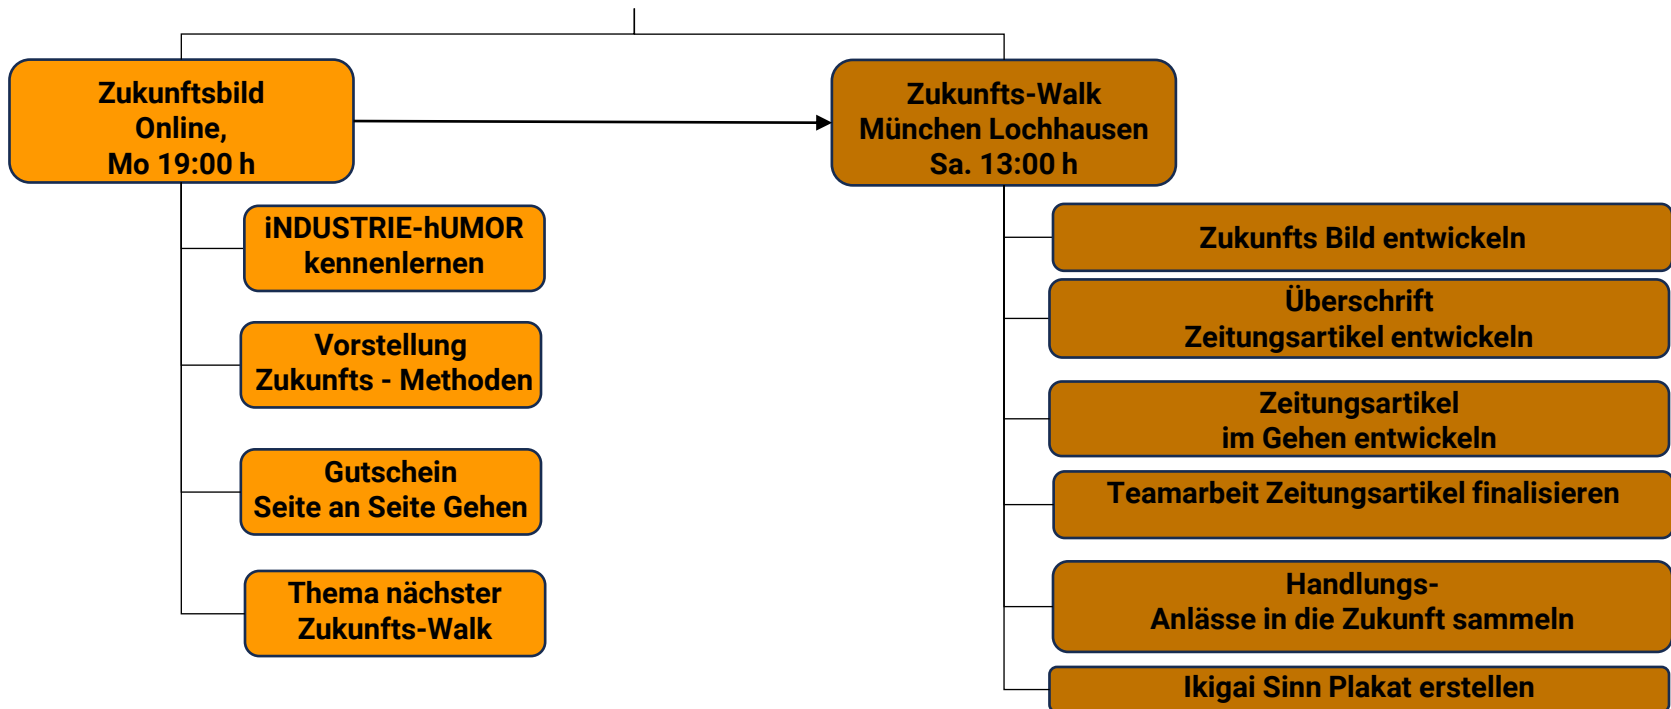 Zukunftsbild
Online,
Mo 19:00 h
iNDUSTRIE-hUMOR
kennenlernen
Vorstellung
Zukunfts - Methoden
Gutschein
Seite an Seite Gehen
Thema nächster
Zukunfts-Walk
Zukunfts-Walk
München Lochhausen
Sa. 13:00 h
Zukunfts Bild entwickeln
Überschrift
Zeitungsartikel entwickeln
Zeitungsartikel
im Gehen entwickeln
Teamarbeit Zeitungsartikel finalisieren
Handlungs-
Anlässe in die Zukunft sammeln
Ikigai Sinn Plakat erstellen